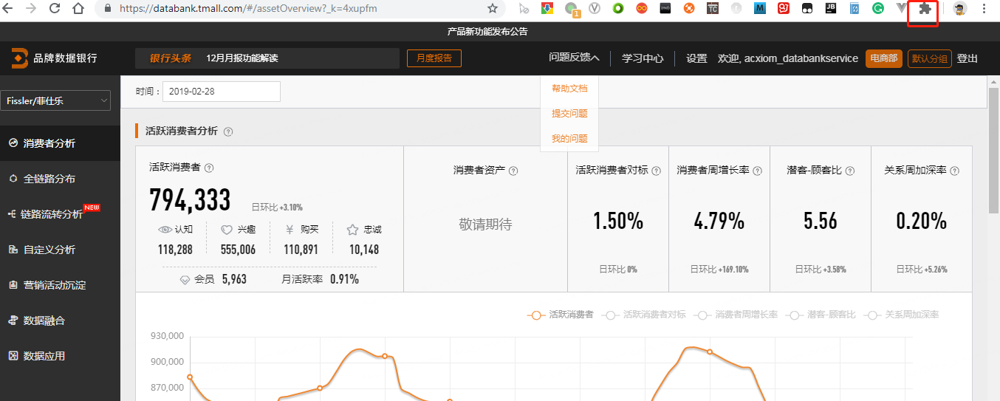 https://databank.tmall.com/#/assetOverview?_k=4xupfm
1
TC
M
JB
产品新功能发布公告
品牌数据银行
银行头条 12月月报功能解读
月度报告
问题反馈
学习中心
设置
欢迎, acxiom_databankservice
电商部
默认分组
登出
帮助文档
提交问题
我的问题
Fissler/菲仕乐
消费者分析
全链路分布
链路流转分析 NEW
自定义分析
营销活动沉淀
数据融合
数据应用
时间： 2019-02-28
活跃消费者分析 ?
活跃消费者 ?
794,333 日环比 +3.10%
认知 兴趣 ¥ 购买 忠诚
118,288 555,006 110,891 10,148
会员 5,963 月活跃率 0.91%
消费者资产 ?
敬请期待
活跃消费者对标 ?
1.50%
日环比 0%
消费者周增长率 ?
4.79%
日环比 +169.10%
潜客-顾客比 ?
5.56
日环比 +3.58%
关系周加深率 ?
0.20%
日环比 +5.26%
活跃消费者 活跃消费者对标 消费者周增长率 潜客-顾客比 关系周加深率
930,000
900,000
870,000